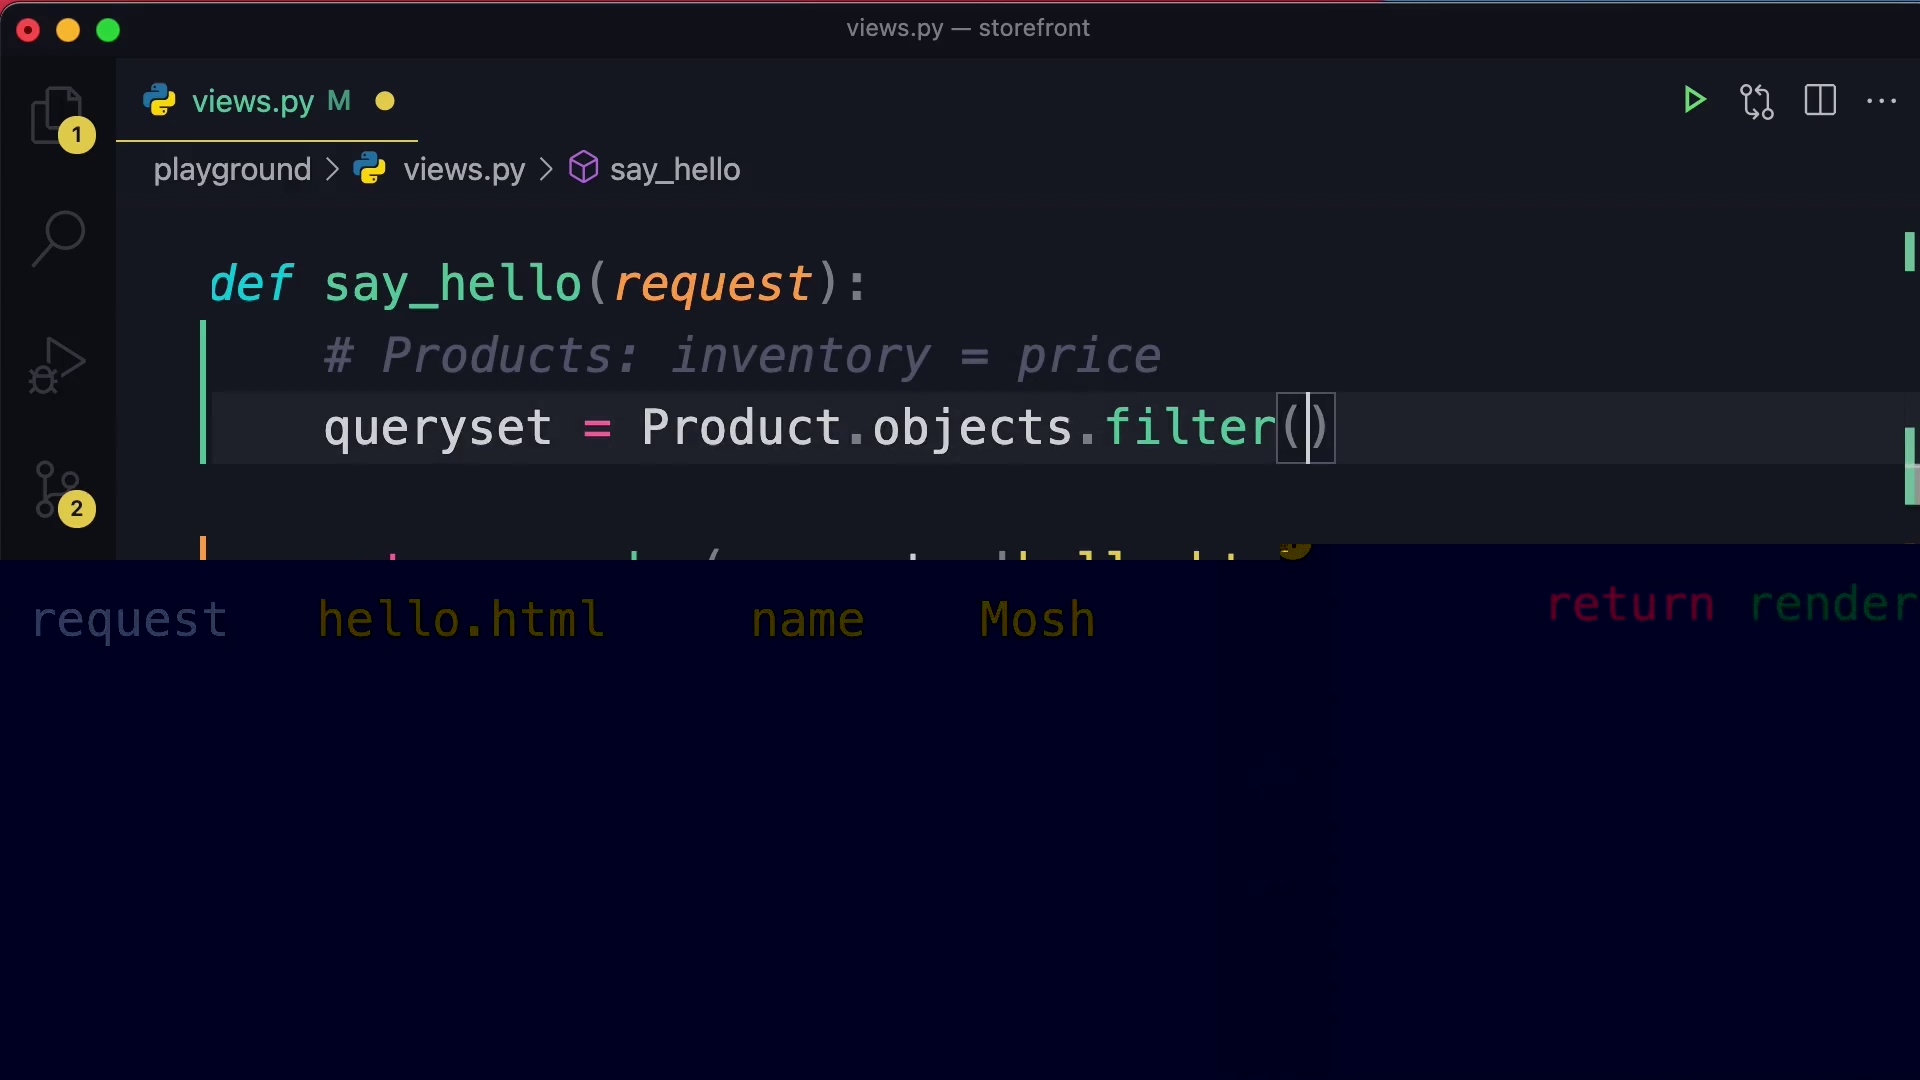 views.py — storefront
views.py M
1
playground > views.py > say_hello
def say_hello(request):
# Products: inventory = price
queryset = Product.objects.filter()
2
request hello.html name Mosh return render